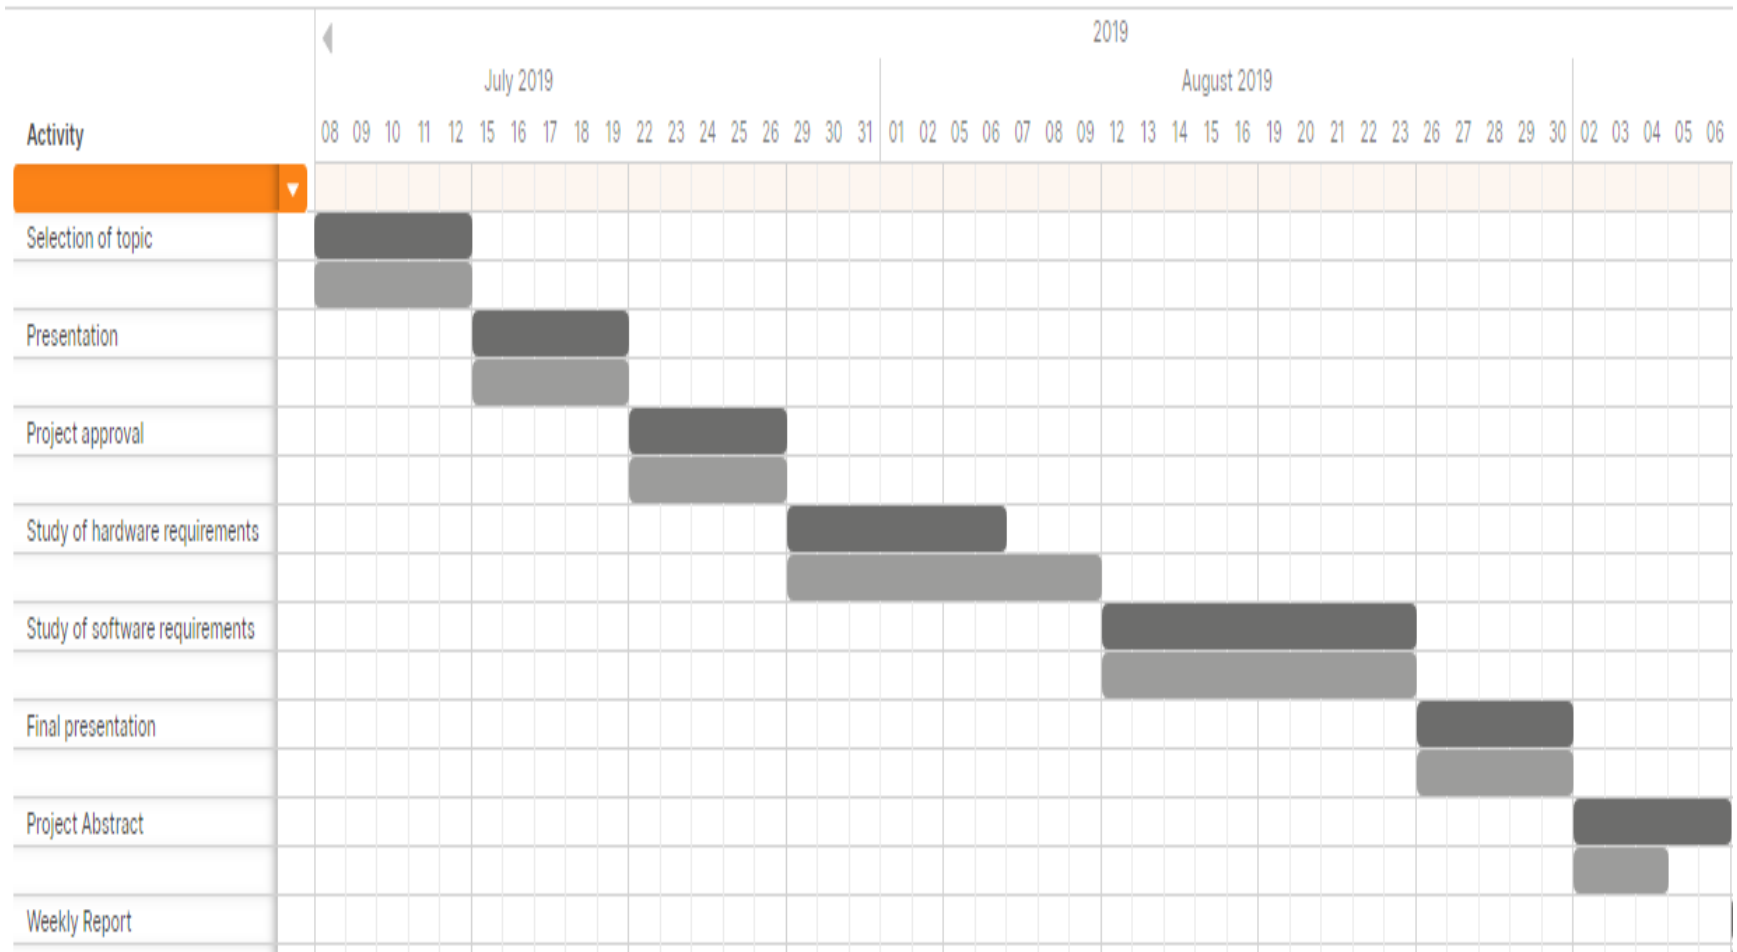 2019
July 2019 August 2019
Activity 08 09 10 11 12 15 16 17 18 19 22 23 24 25 26 29 30 31 01 02 05 06 07 08 09 12 13 14 15 16 19 20 21 22 23 26 27 28 29 30 02 03 04 05 06
Selection of topic
Presentation
Project approval
Study of hardware requirements
Study of software requirements
Final presentation
Project Abstract
Weekly Report